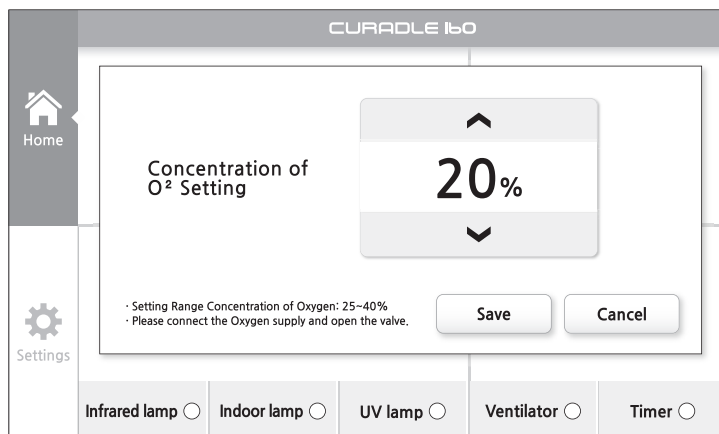 CURADLE 160
Home
Concentration of
O² Setting
20%
· Setting Range Concentration of Oxygen: 25~40%
· Please connect the Oxygen supply and open the valve.
Save
Cancel
Settings
Infrared lamp
Indoor lamp
UV lamp
Ventilator
Timer